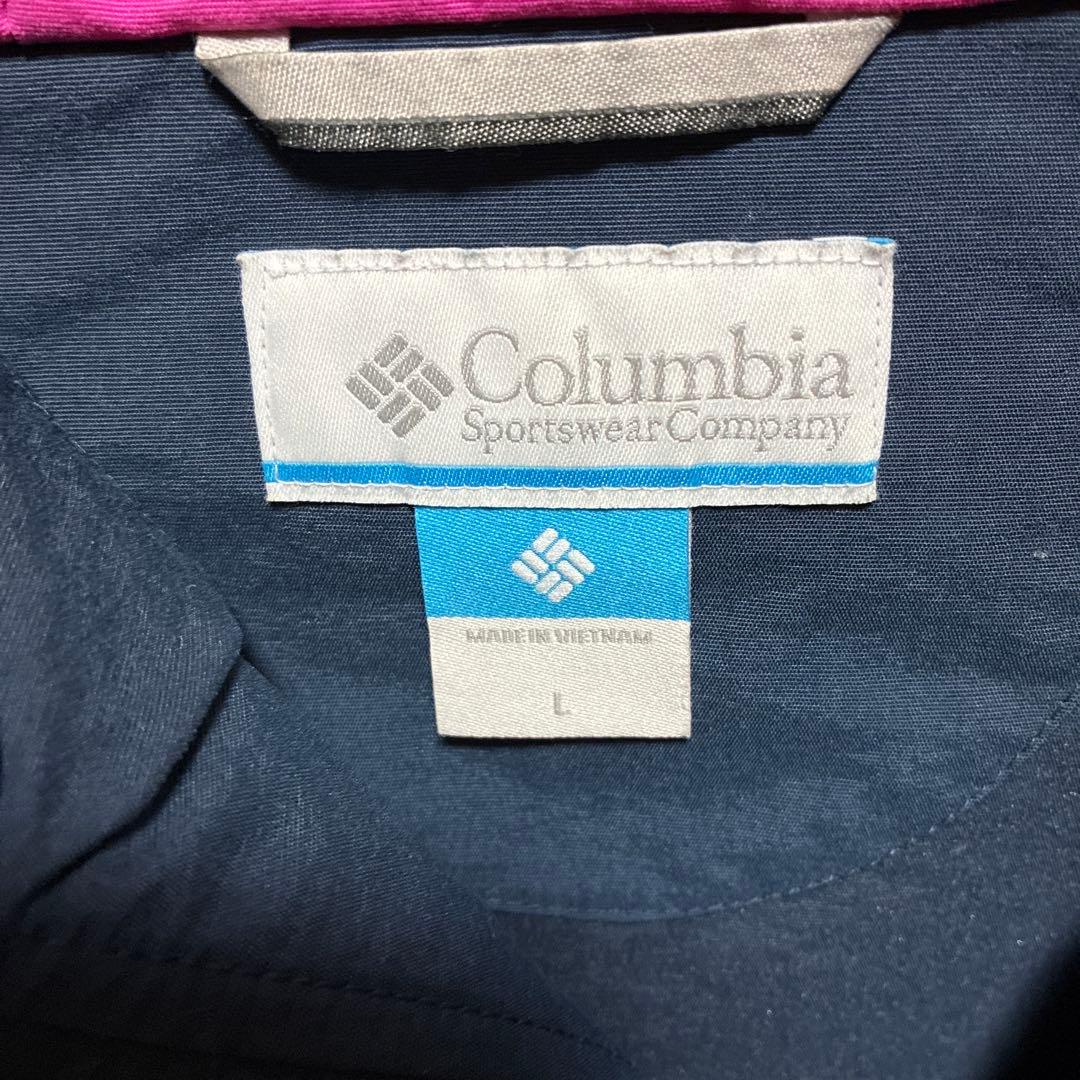 Columbia
Sportswear Company
MADE IN VIETNAM
L